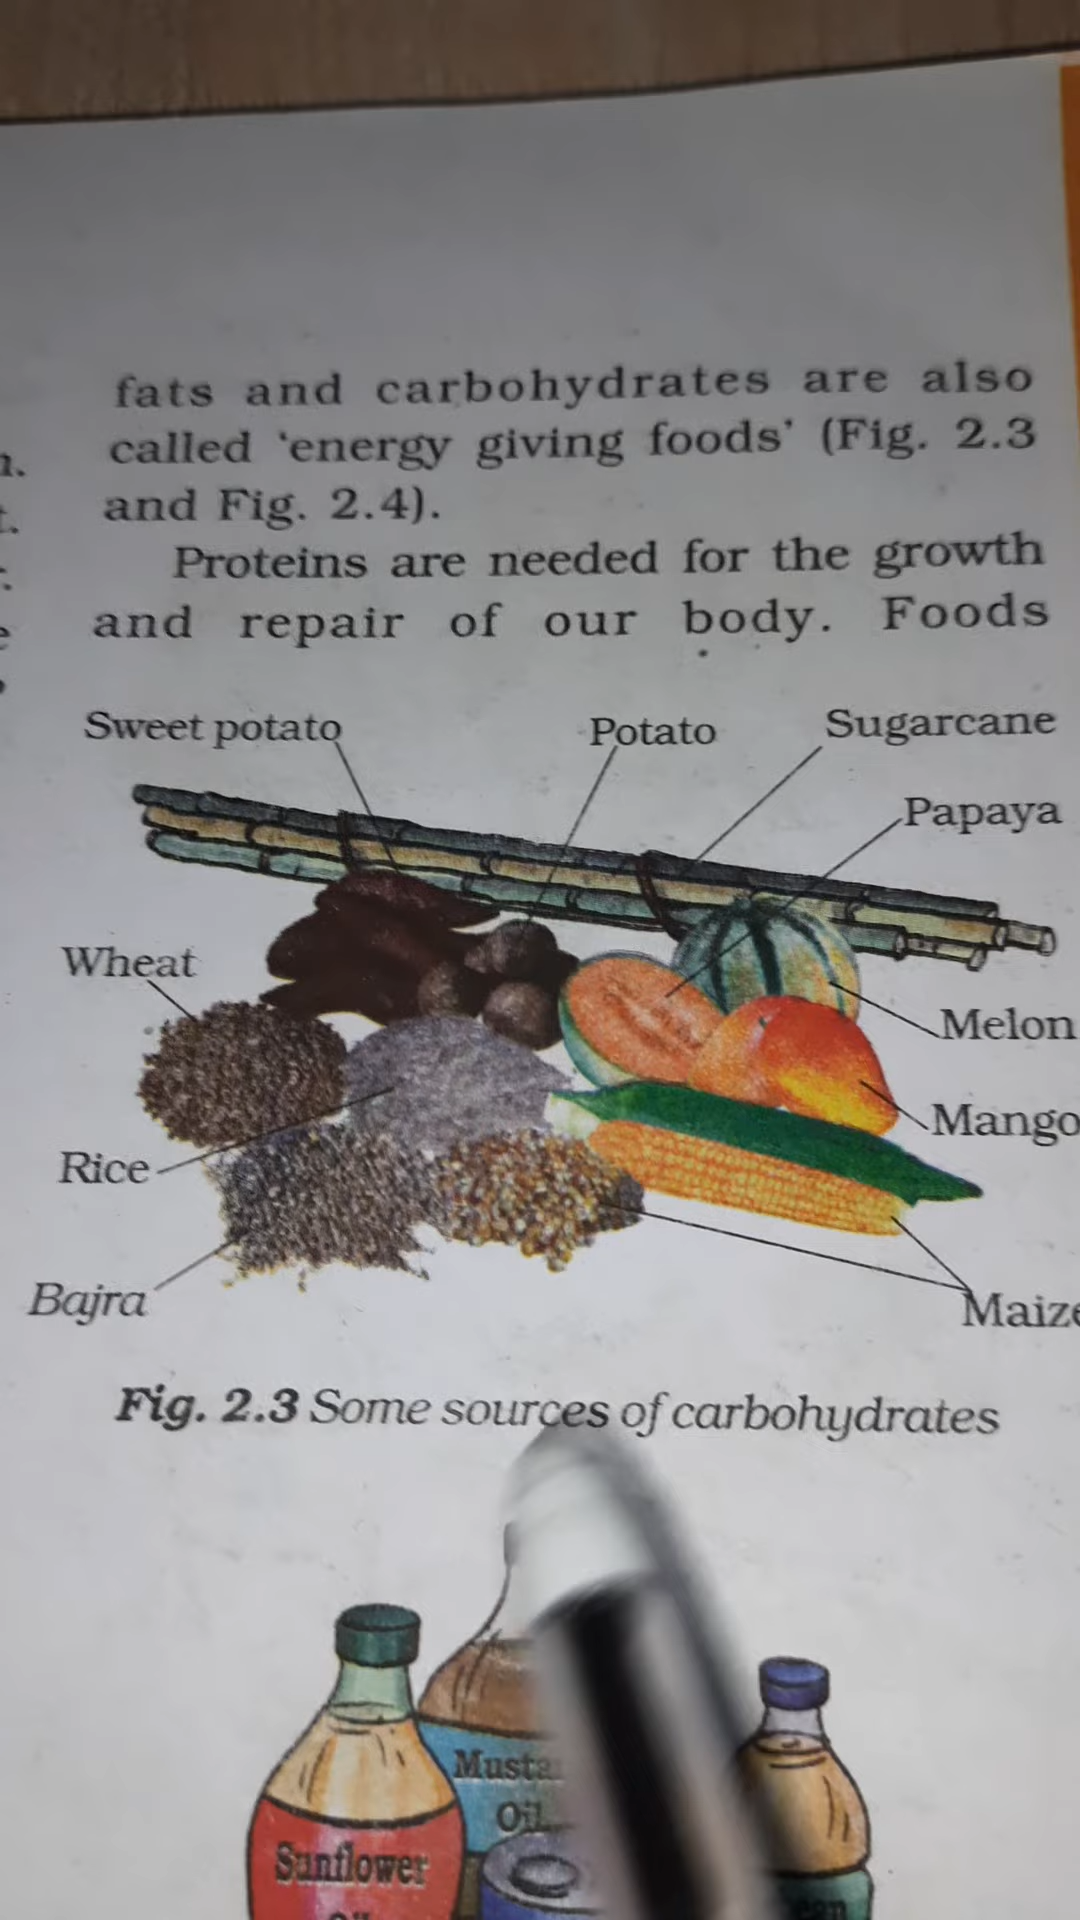 fats and carbohydrates are also
called 'energy giving foods' (Fig. 2.3
and Fig. 2.4).
Proteins are needed for the growth
and repair of our body. Foods
Sweet potato
Potato
Sugarcane
Papaya
Wheat
Melon
Mango
Rice
Bajra
Maize
Fig. 2.3 Some sources of carbohydrates
Oil
Sunflower